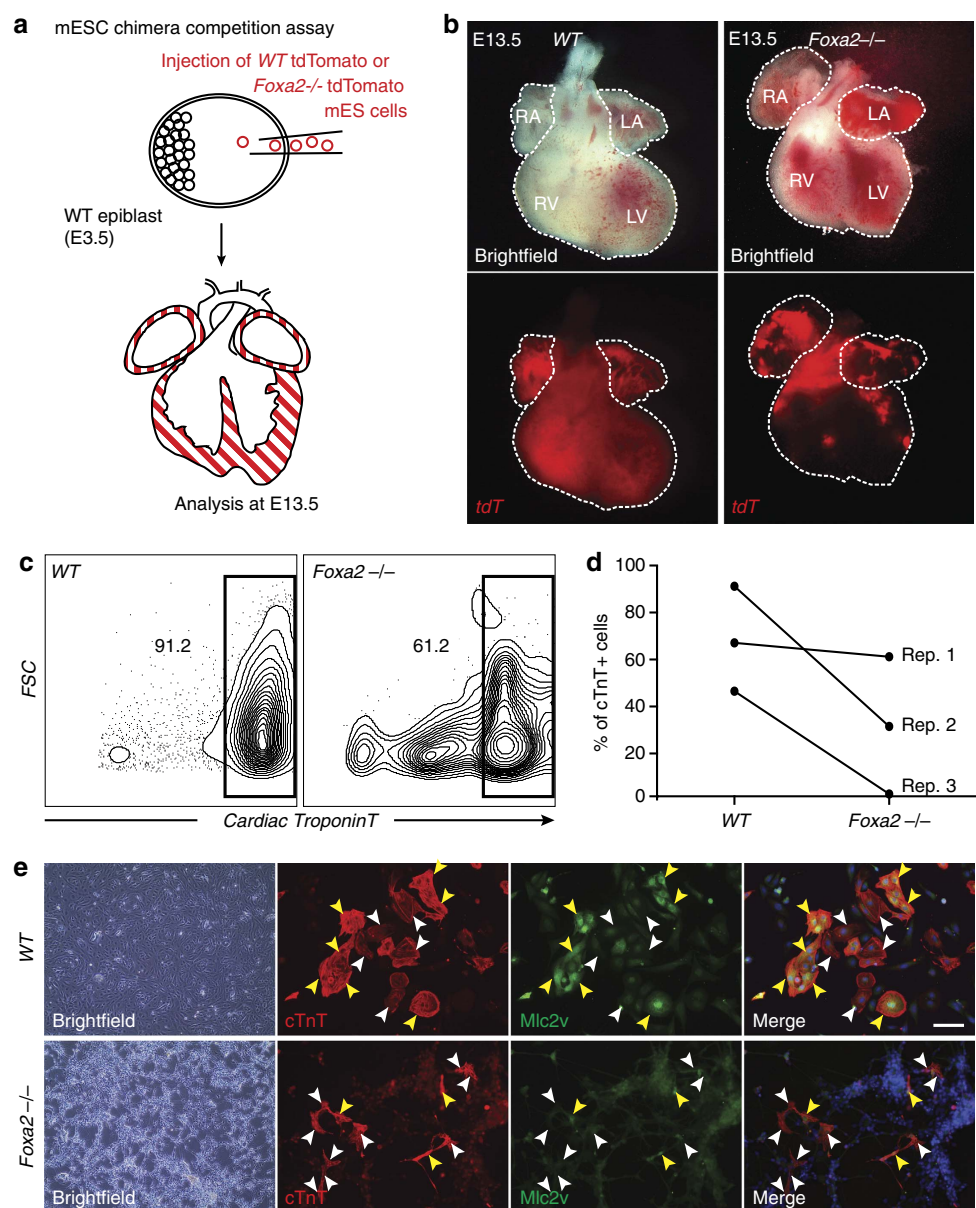 a
mESC chimera competition assay
Injection of WT tdTomato or
Foxa2-/- tdTomato
mES cells
WT epiblast
(E3.5)
Analysis at E13.5
b
E13.5
WT
RA
LA
RV
LV
Brightfield
E13.5
Foxa2–/–
RA
LA
RV
LV
Brightfield
tdT
tdT
c
WT
91.2
Foxa2 –/–
61.2
FSC
Cardiac TroponinT
d
% of cTnT+ cells
100
80
60
40
20
0
Rep. 1
Rep. 2
Rep. 3
WT
Foxa2 –/–
e
WT
Brightfield
cTnT
Mlc2v
Merge
Foxa2 –/–
Brightfield
cTnT
Mlc2v
Merge